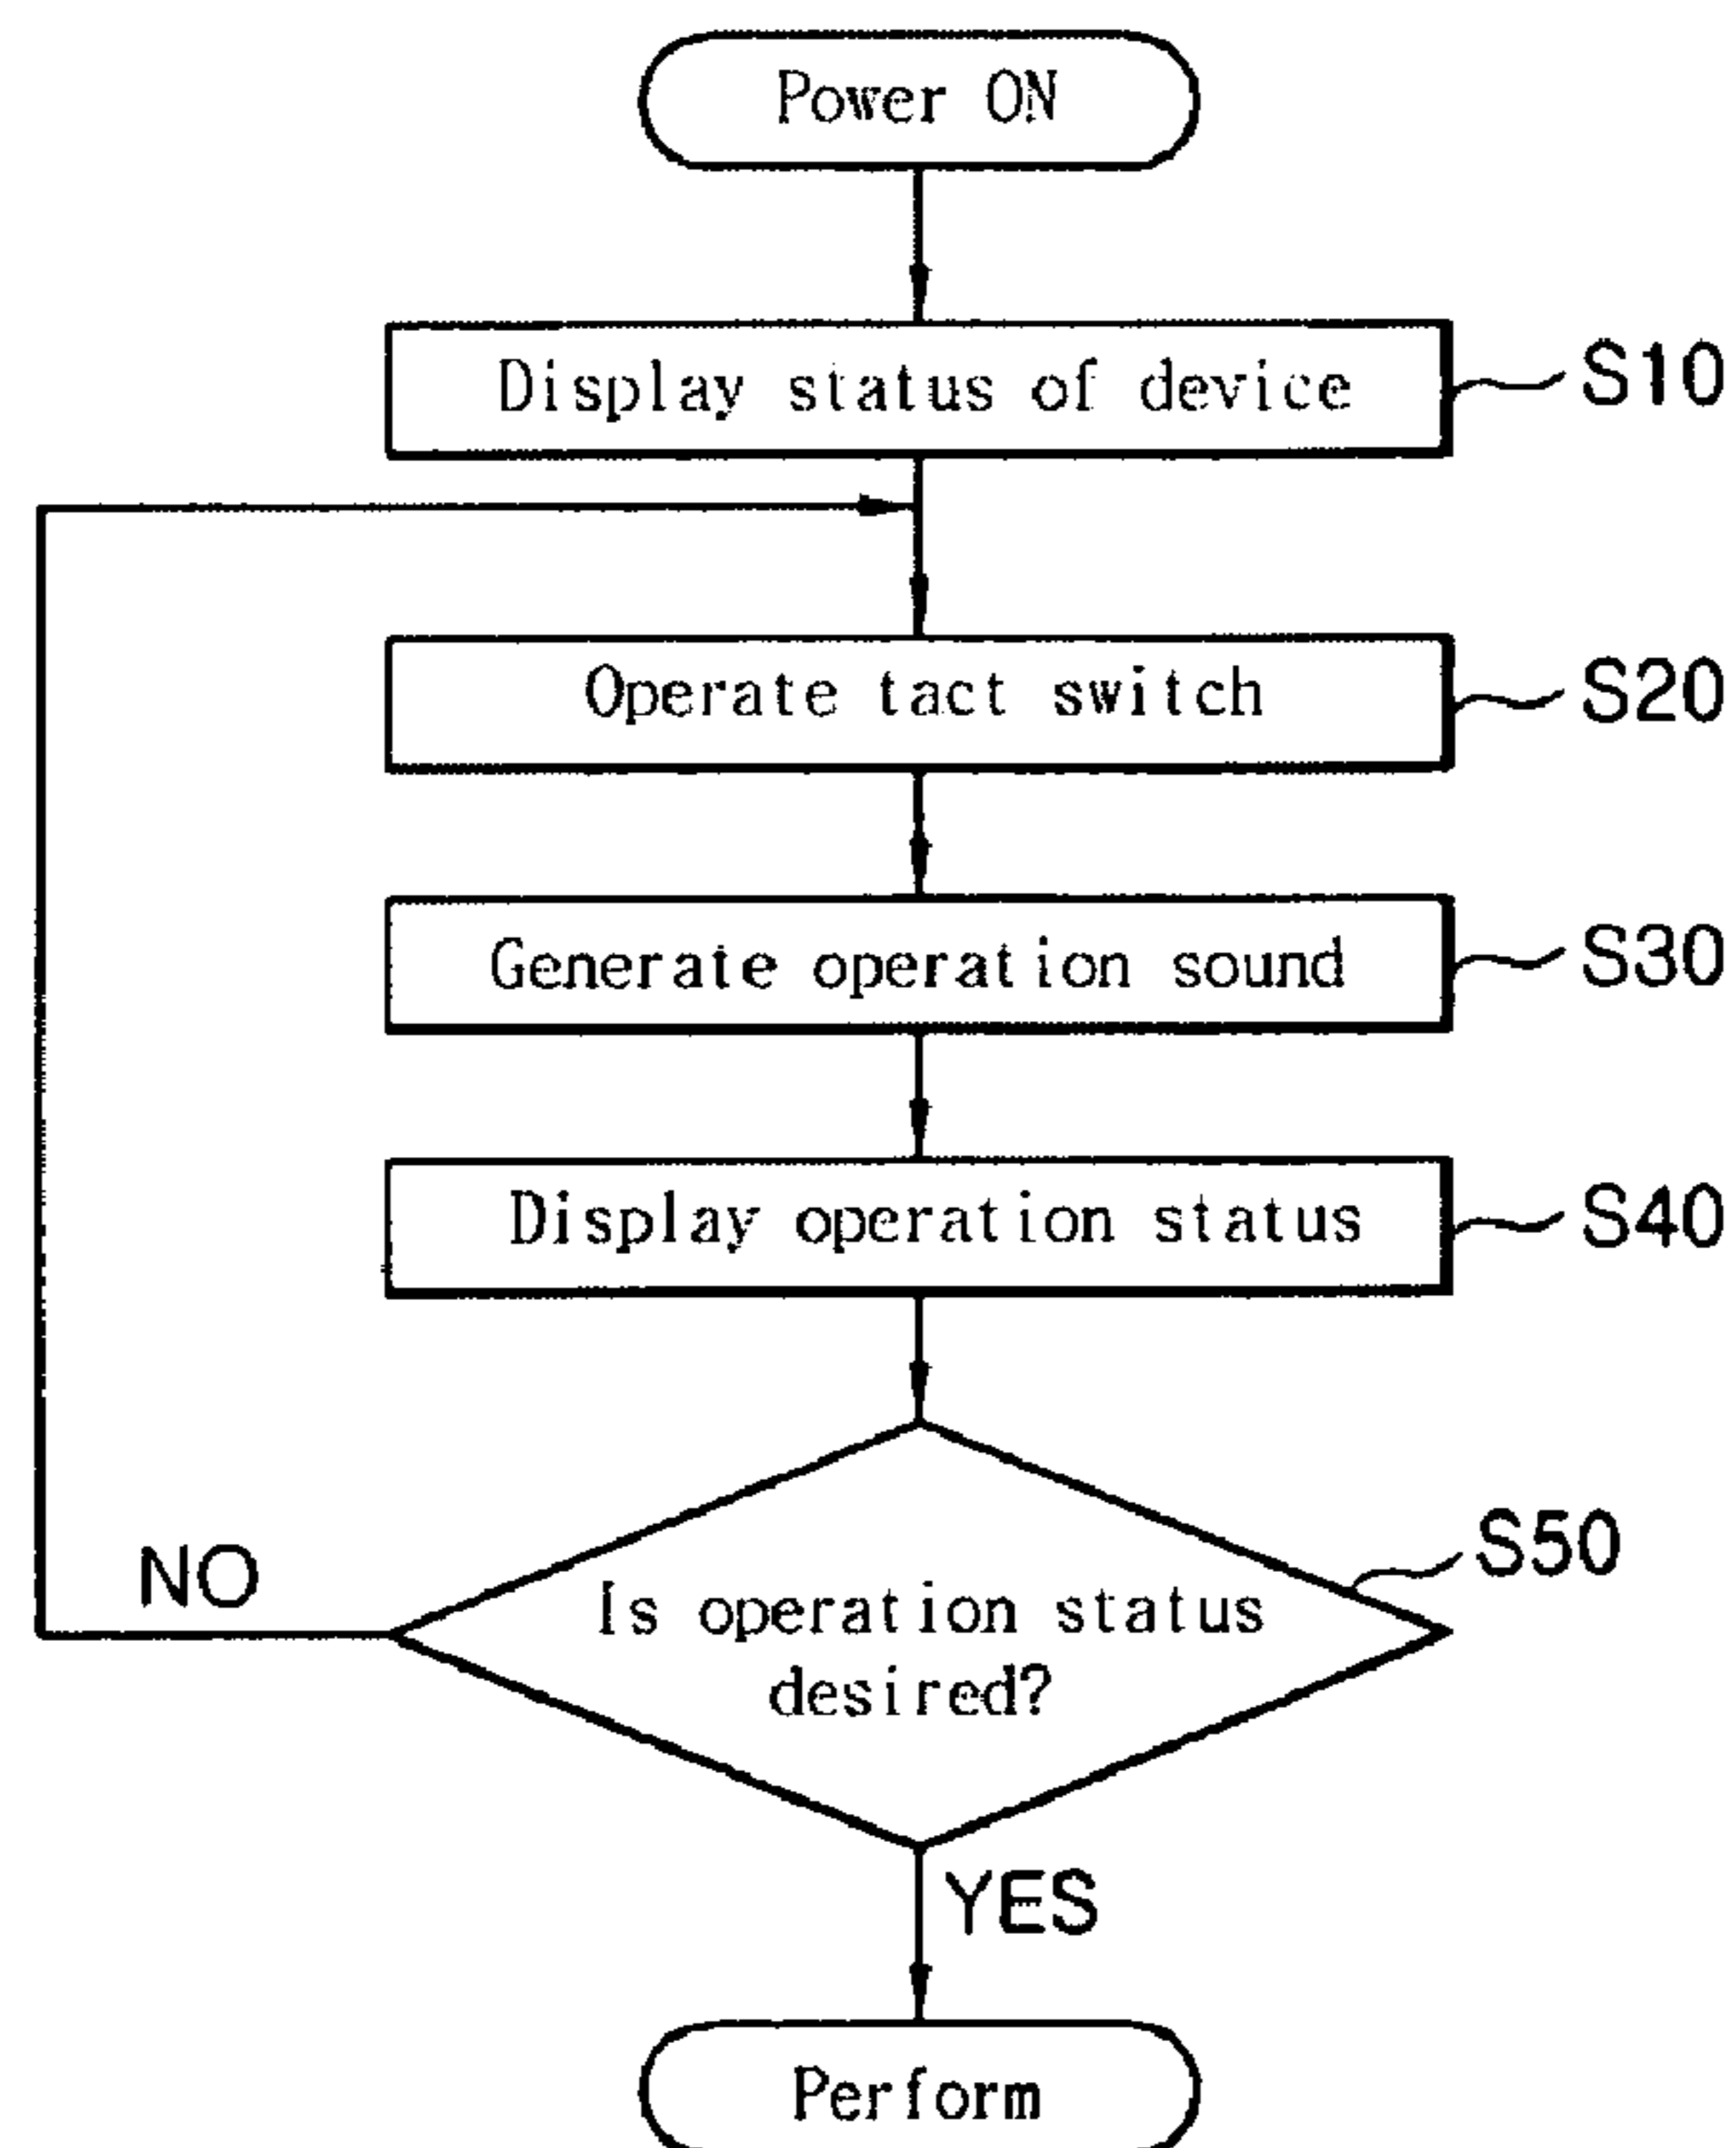 Power ON
Display status of device
S10
Operate tact switch
S20
Generate operation sound
S30
Display operation status
S40
S50
Is operation status
desired?
NO
YES
Perform